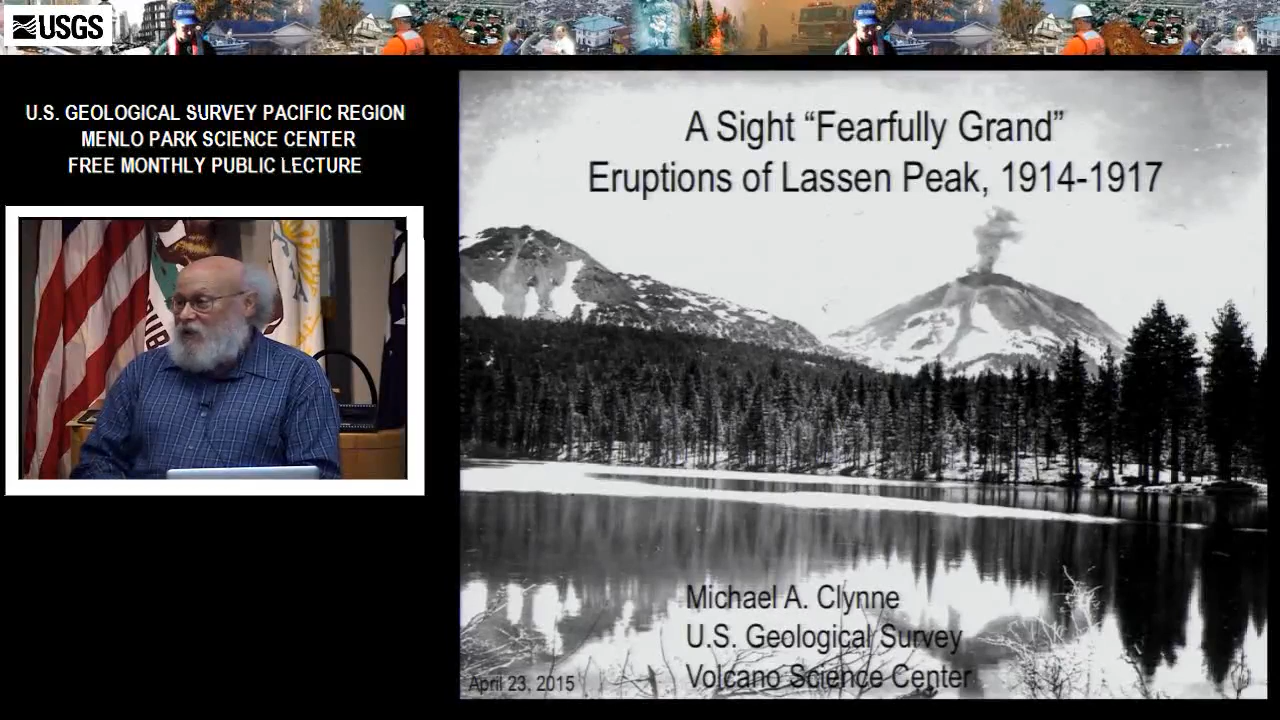 USGS
U.S. GEOLOGICAL SURVEY PACIFIC REGION
MENLO PARK SCIENCE CENTER
FREE MONTHLY PUBLIC LECTURE
A Sight “Fearfully Grand”
Eruptions of Lassen Peak, 1914-1917
Michael A. Clynne
U.S. Geological Survey
Volcano Science Center
April 23, 2015